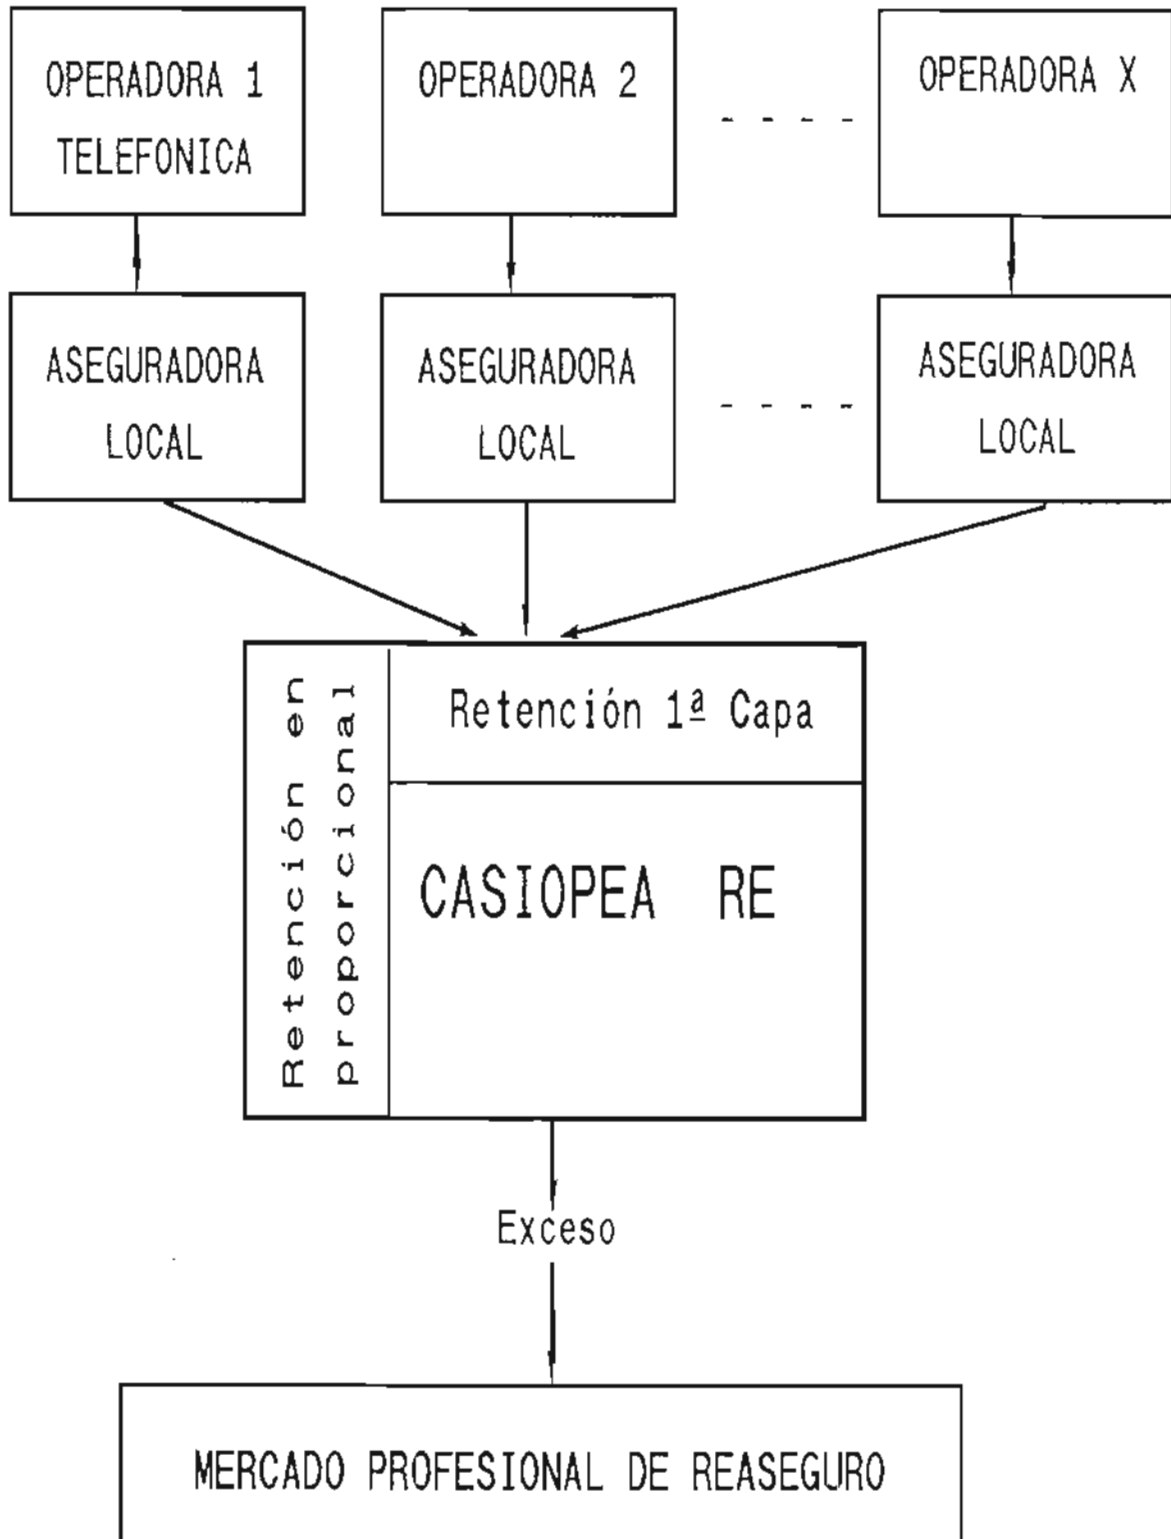 OPERADORA 1
TELEFONICA
OPERADORA 2
- - - -
OPERADORA X
ASEGURADORA
LOCAL
ASEGURADORA
LOCAL
- - - -
ASEGURADORA
LOCAL
Retención en
proporcional
Retención 1ª Capa
CASIOPEA RE
Exceso
MERCADO PROFESIONAL DE REASEGURO